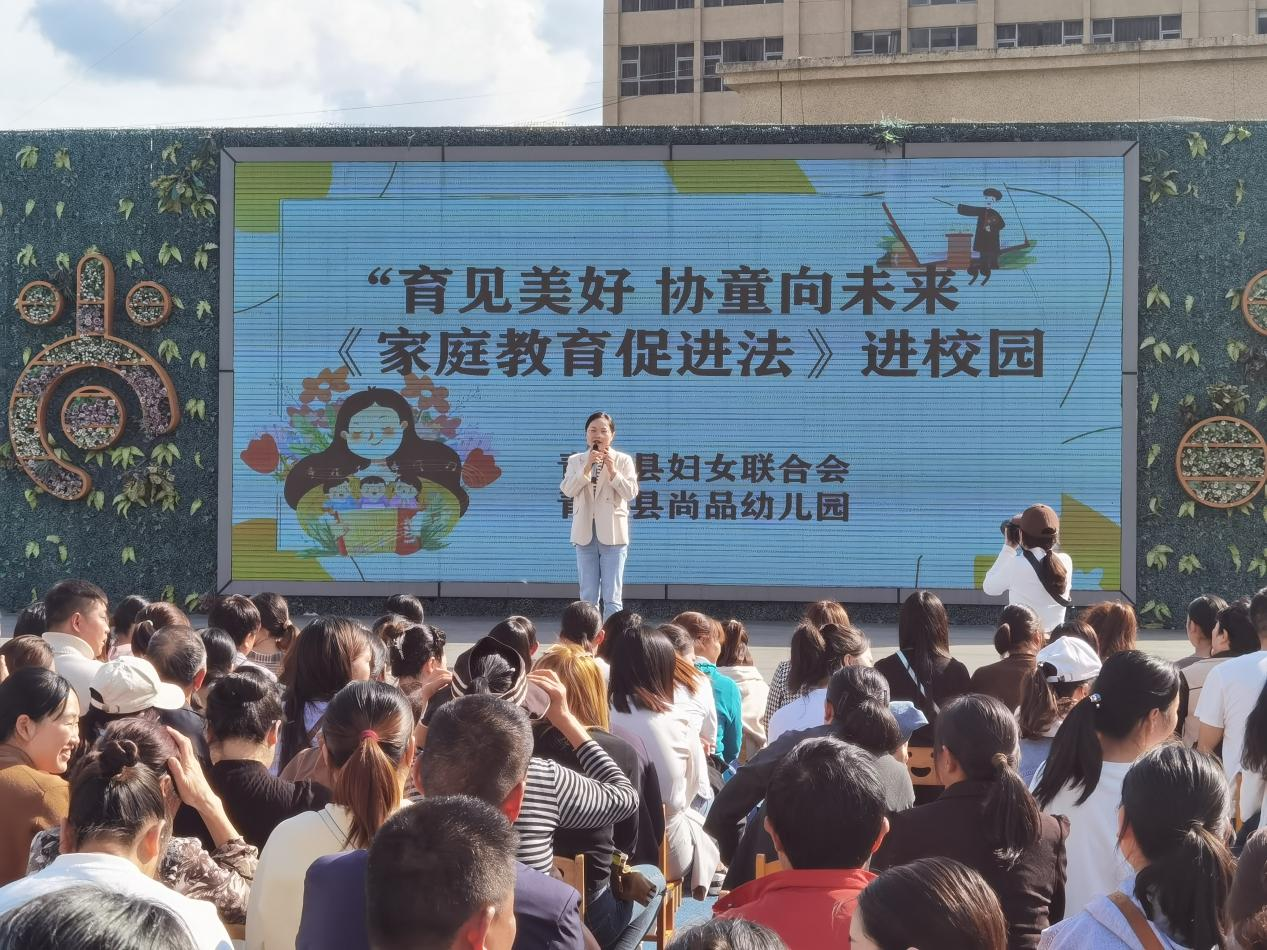 “育见美好 协童向未来”
《家庭教育促进法》进校园
县妇女联合会
县尚品幼儿园